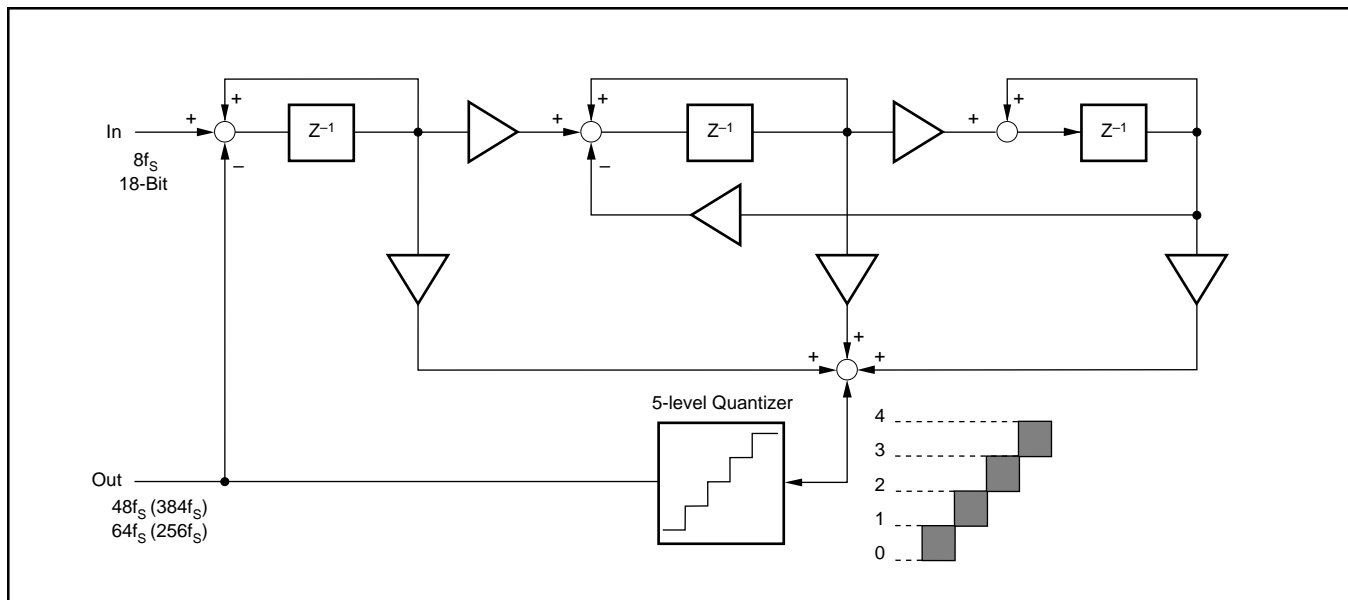 +
+
+
+
+
+
In
Z⁻¹
Z⁻¹
Z⁻¹
8f_S
18-Bit
–
–
+
+
+
5-level Quantizer
4
3
2
1
0
Out
48f_S (384f_S)
64f_S (256f_S)